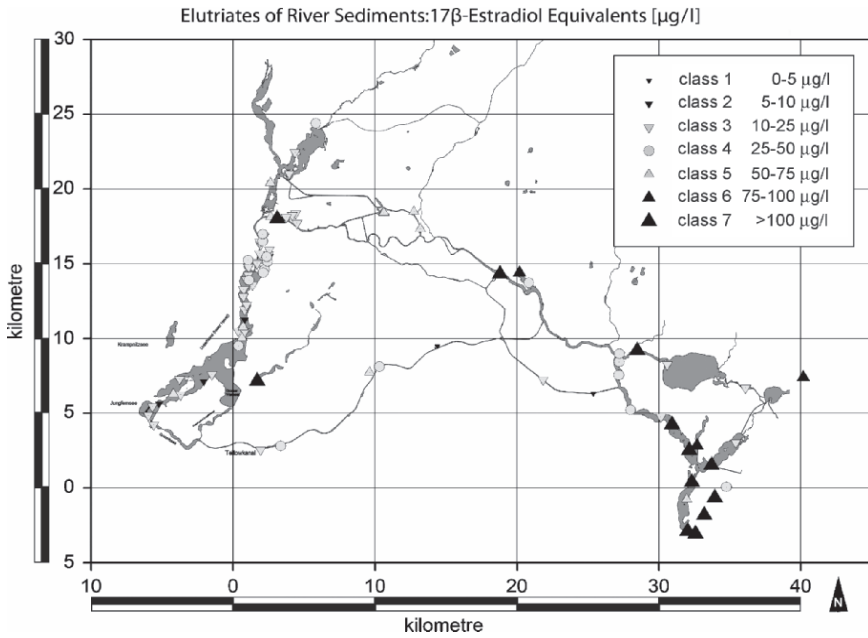 Elutriates of River Sediments:17β-Estradiol Equivalents [µg/l]
30
25
20
15
10
5
0
5
kilometre
class 1 0-5 µg/l
class 2 5-10 µg/l
class 3 10-25 µg/l
class 4 25-50 µg/l
class 5 50-75 µg/l
class 6 75-100 µg/l
class 7 >100 µg/l
Krampnitzsee
Jungfernsee
Teltowkanal
10 0 10 20 30 40
kilometre
N